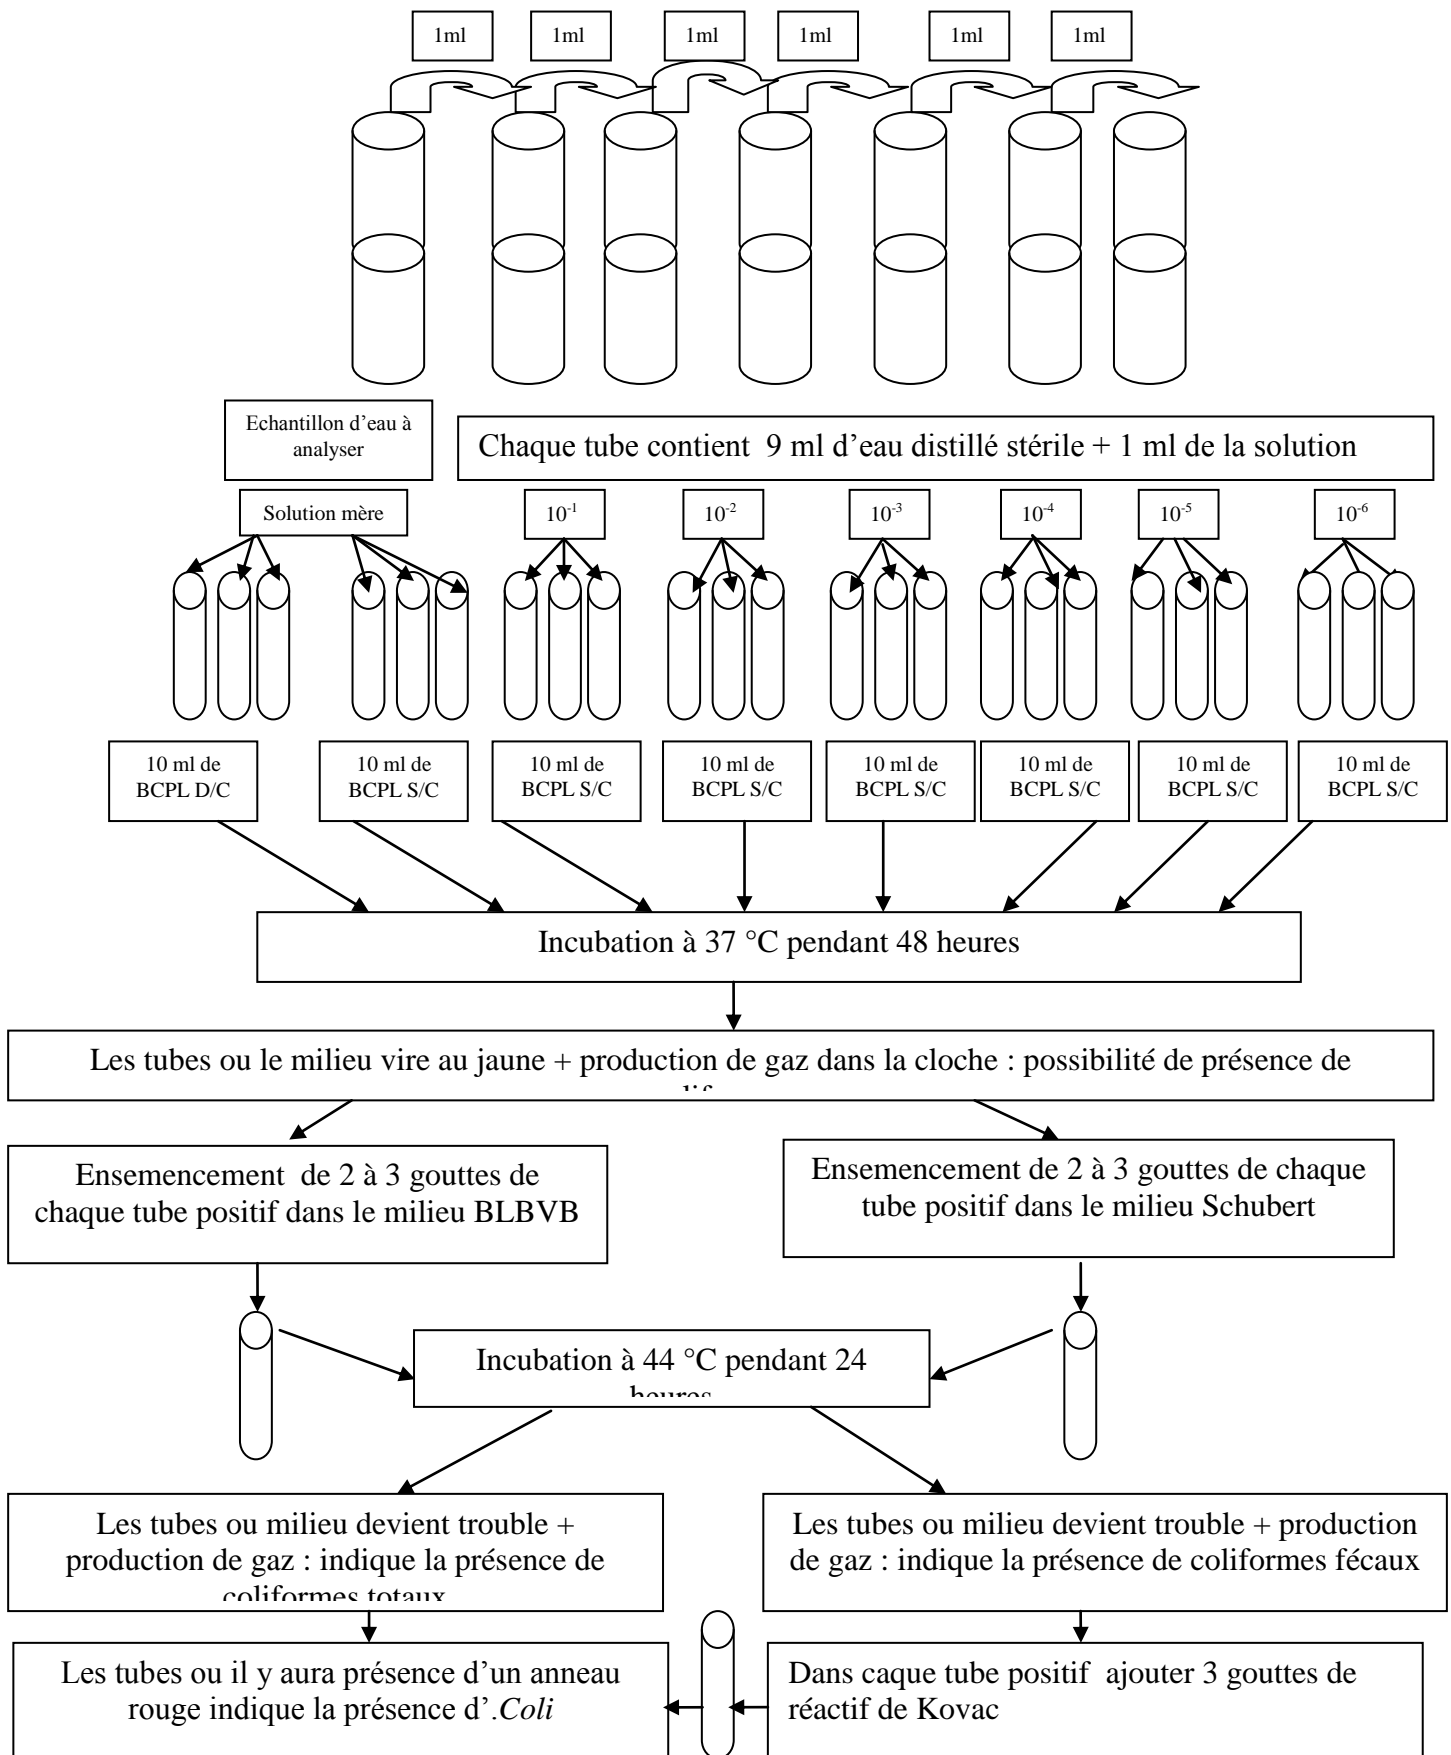 1ml
1ml
1ml
1ml
1ml
1ml
Echantillon d’eau à
analyser
Chaque tube contient 9 ml d’eau distillé stérile + 1 ml de la solution
Solution mère
10⁻¹
10⁻²
10⁻³
10⁻⁴
10⁻⁵
10⁻⁶
10 ml de
BCPL D/C
10 ml de
BCPL S/C
10 ml de
BCPL S/C
10 ml de
BCPL S/C
10 ml de
BCPL S/C
10 ml de
BCPL S/C
10 ml de
BCPL S/C
10 ml de
BCPL S/C
Incubation à 37 °C pendant 48 heures
Les tubes ou le milieu vire au jaune + production de gaz dans la cloche : possibilité de présence de
Ensemencement de 2 à 3 gouttes de
chaque tube positif dans le milieu BLBVB
Ensemencement de 2 à 3 gouttes de chaque
tube positif dans le milieu Schubert
Incubation à 44 °C pendant 24
heures
Les tubes ou milieu devient trouble +
production de gaz : indique la présence de
coliformes totaux
Les tubes ou milieu devient trouble + production
de gaz : indique la présence de coliformes fécaux
Les tubes ou il y aura présence d’un anneau
rouge indique la présence d’.Coli
Dans caque tube positif ajouter 3 gouttes de
réactif de Kovac